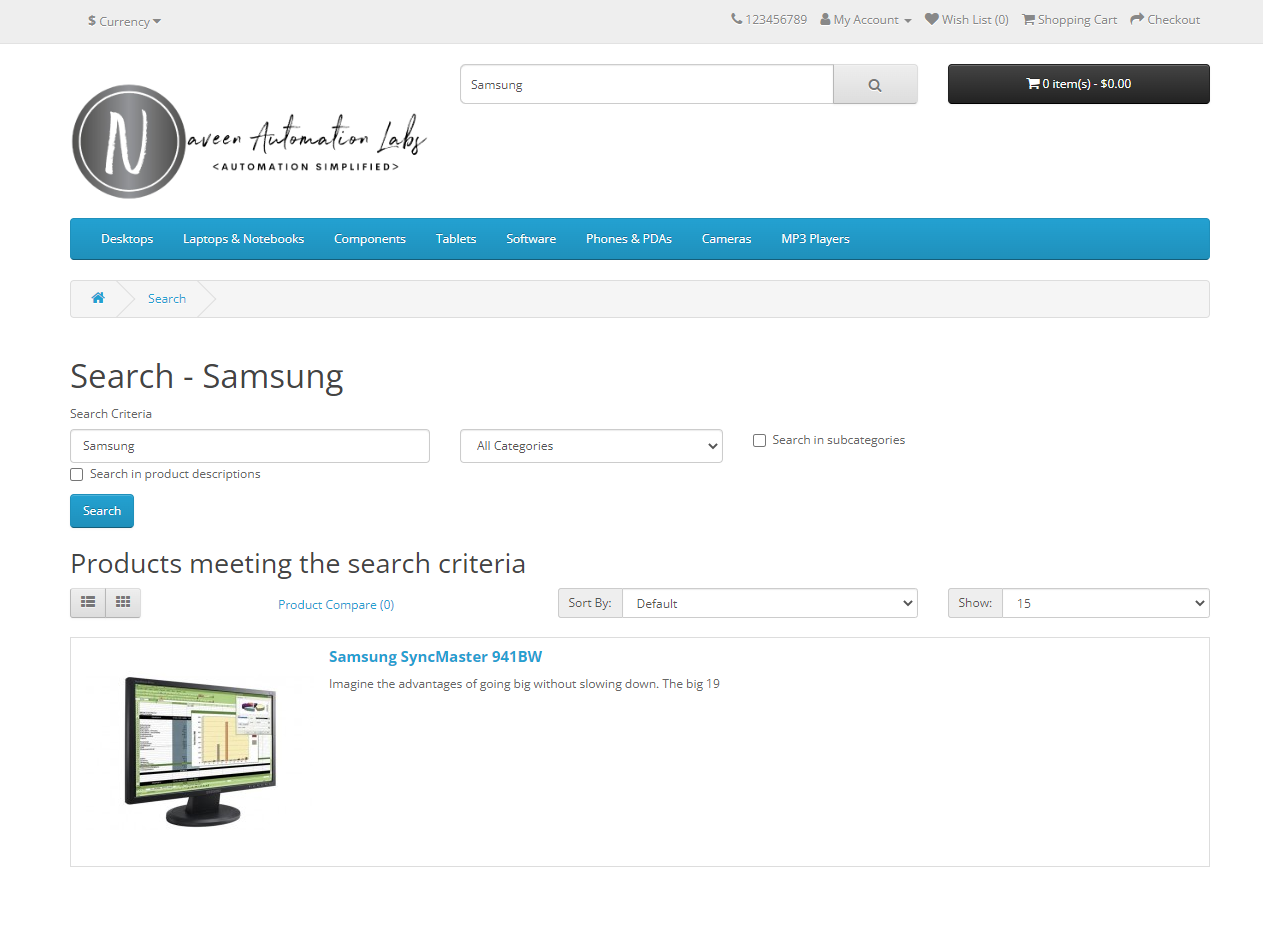 $ Currency
123456789 My Account Wish List (0) Shopping Cart Checkout
Samsung
0 item(s) - $0.00
N aveen Automation Labs
<AUTOMATION SIMPLIFIED>
Desktops Laptops & Notebooks Components Tablets Software Phones & PDAs Cameras MP3 Players
Search
Search - Samsung
Search Criteria
Samsung All Categories Search in subcategories
Search in product descriptions
Search
Products meeting the search criteria
Product Compare (0) Sort By: Default Show: 15
Samsung SyncMaster 941BW
Imagine the advantages of going big without slowing down. The big 19